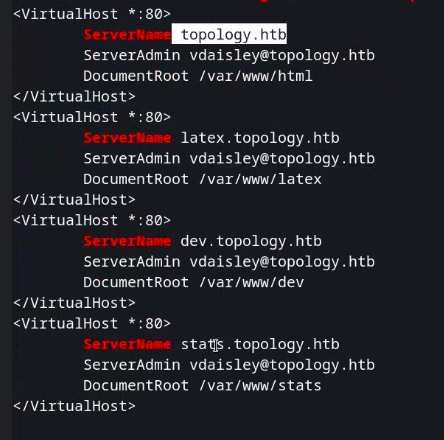 <VirtualHost *:80>
ServerName topology.htb
ServerAdmin vdaisley@topology.htb
DocumentRoot /var/www/html
</VirtualHost>
<VirtualHost *:80>
ServerName latex.topology.htb
ServerAdmin vdaisley@topology.htb
DocumentRoot /var/www/latex
</VirtualHost>
<VirtualHost *:80>
ServerName dev.topology.htb
ServerAdmin vdaisley@topology.htb
DocumentRoot /var/www/dev
</VirtualHost>
<VirtualHost *:80>
ServerName stats.topology.htb
ServerAdmin vdaisley@topology.htb
DocumentRoot /var/www/stats
</VirtualHost>